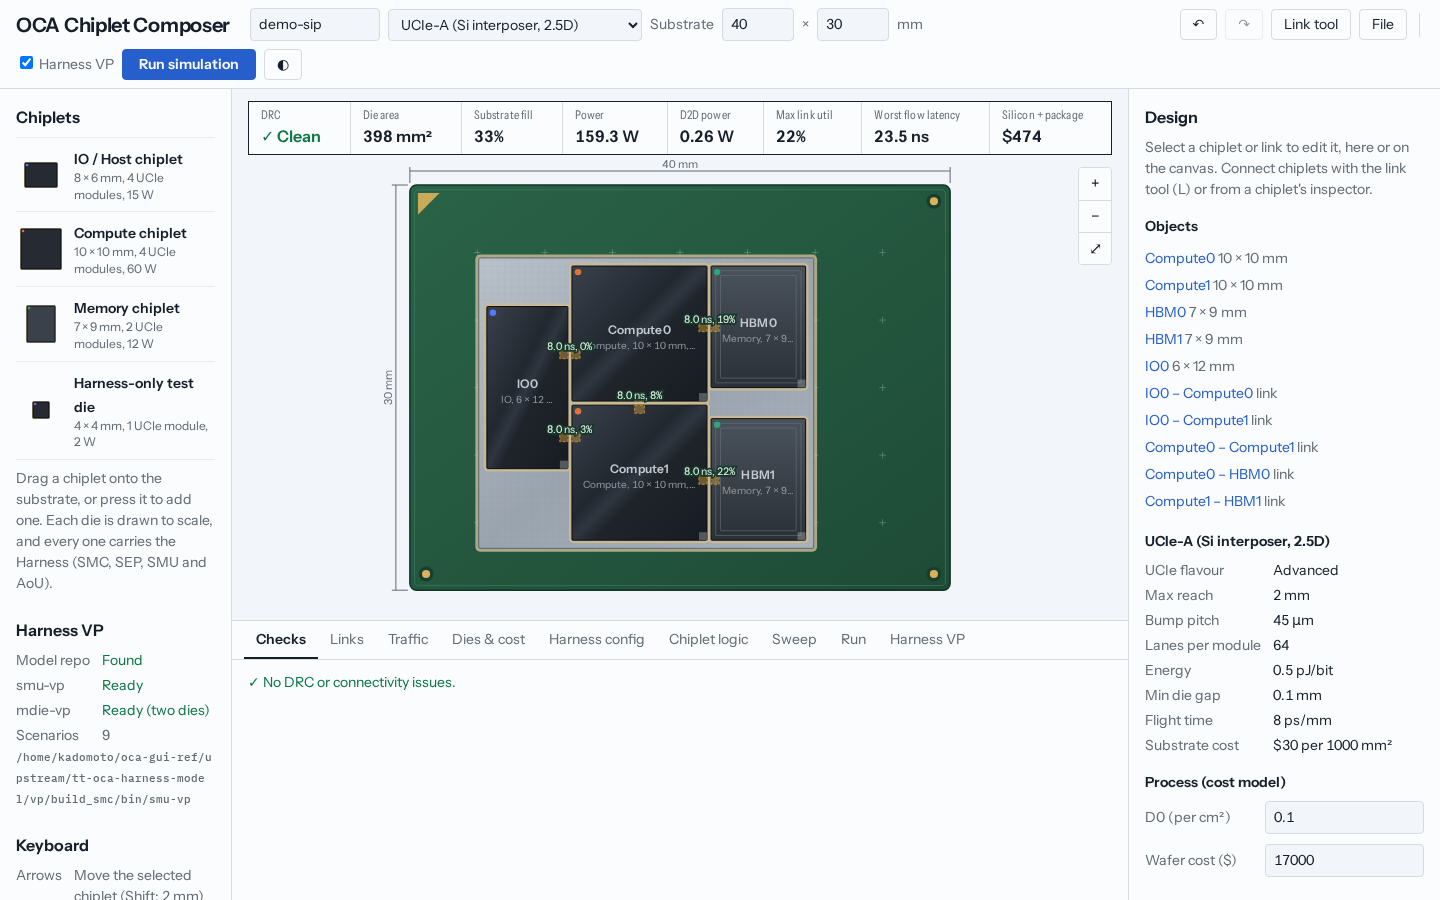 OCA Chiplet Composer
demo-sip
UCIe-A (Si interposer, 2.5D)
Substrate 40 × 30 mm
Link tool
File
Harness VP
Run simulation
Chiplets
IO / Host chiplet
8 × 6 mm, 4 UCIe
modules, 15 W
Compute chiplet
10 × 10 mm, 4 UCIe
modules, 60 W
Memory chiplet
7 × 9 mm, 2 UCIe
modules, 12 W
Harness-only test
die
4 × 4 mm, 1 UCIe module,
2 W
Drag a chiplet onto the
substrate, or press it to add
one. Each die is drawn to scale,
and every one carries the
Harness (SMC, SEP, SMU and
AoU).
Harness VP
Model repo Found
smu-vp Ready
mdie-vp Ready (two dies)
Scenarios 9
/home/kadomoto/oca-gui-ref/u
pstream/tt-oca-harness-mode
l/vp/build_smc/bin/smu-vp
Keyboard
Arrows Move the selected
chiplet (Shift: 2 mm)
DRC
✓ Clean
Die area
398 mm²
Substrate fill
33%
Power
159.3 W
D2D power
0.26 W
Max link util
22%
Worst flow latency
23.5 ns
Silicon + package
$474
40 mm
30 mm
+
−
⤢
Compute0
Compute, 10 × 10 mm,...
8.0 ns, 19%
HBM0
Memory, 7 × 9...
8.0 ns, 0%
IO0
IO, 6 × 12 ...
8.0 ns, 8%
8.0 ns, 3%
Compute1
Compute, 10 × 10 mm,...
8.0 ns, 22%
HBM1
Memory, 7 × 9...
Checks
Links
Traffic
Dies & cost
Harness config
Chiplet logic
Sweep
Run
Harness VP
✓ No DRC or connectivity issues.
Design
Select a chiplet or link to edit it, here or on
the canvas. Connect chiplets with the link
tool (L) or from a chiplet's inspector.
Objects
Compute0 10 × 10 mm
Compute1 10 × 10 mm
HBM0 7 × 9 mm
HBM1 7 × 9 mm
IO0 6 × 12 mm
IO0 – Compute0 link
IO0 – Compute1 link
Compute0 – Compute1 link
Compute0 – HBM0 link
Compute1 – HBM1 link
UCIe-A (Si interposer, 2.5D)
UCIe flavour Advanced
Max reach 2 mm
Bump pitch 45 µm
Lanes per module 64
Energy 0.5 pJ/bit
Min die gap 0.1 mm
Flight time 8 ps/mm
Substrate cost $30 per 1000 mm²
Process (cost model)
D0 (per cm²) 0.1
Wafer cost ($) 17000